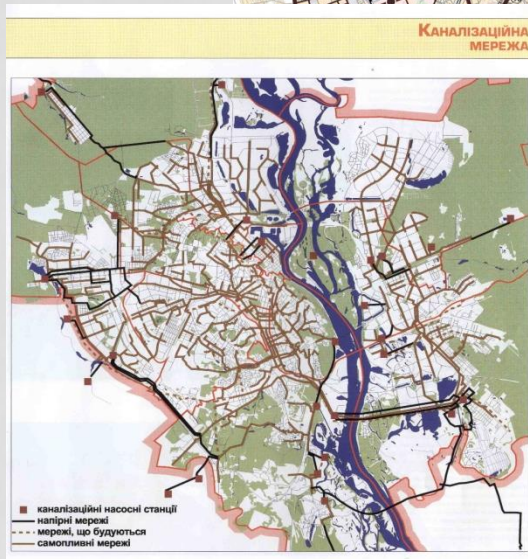 КАНАЛІЗАЦІЙНА
МЕРЕЖА
каналізаційні насосні станції
напірні мережі
мережі, що будуються
самопливні мережі